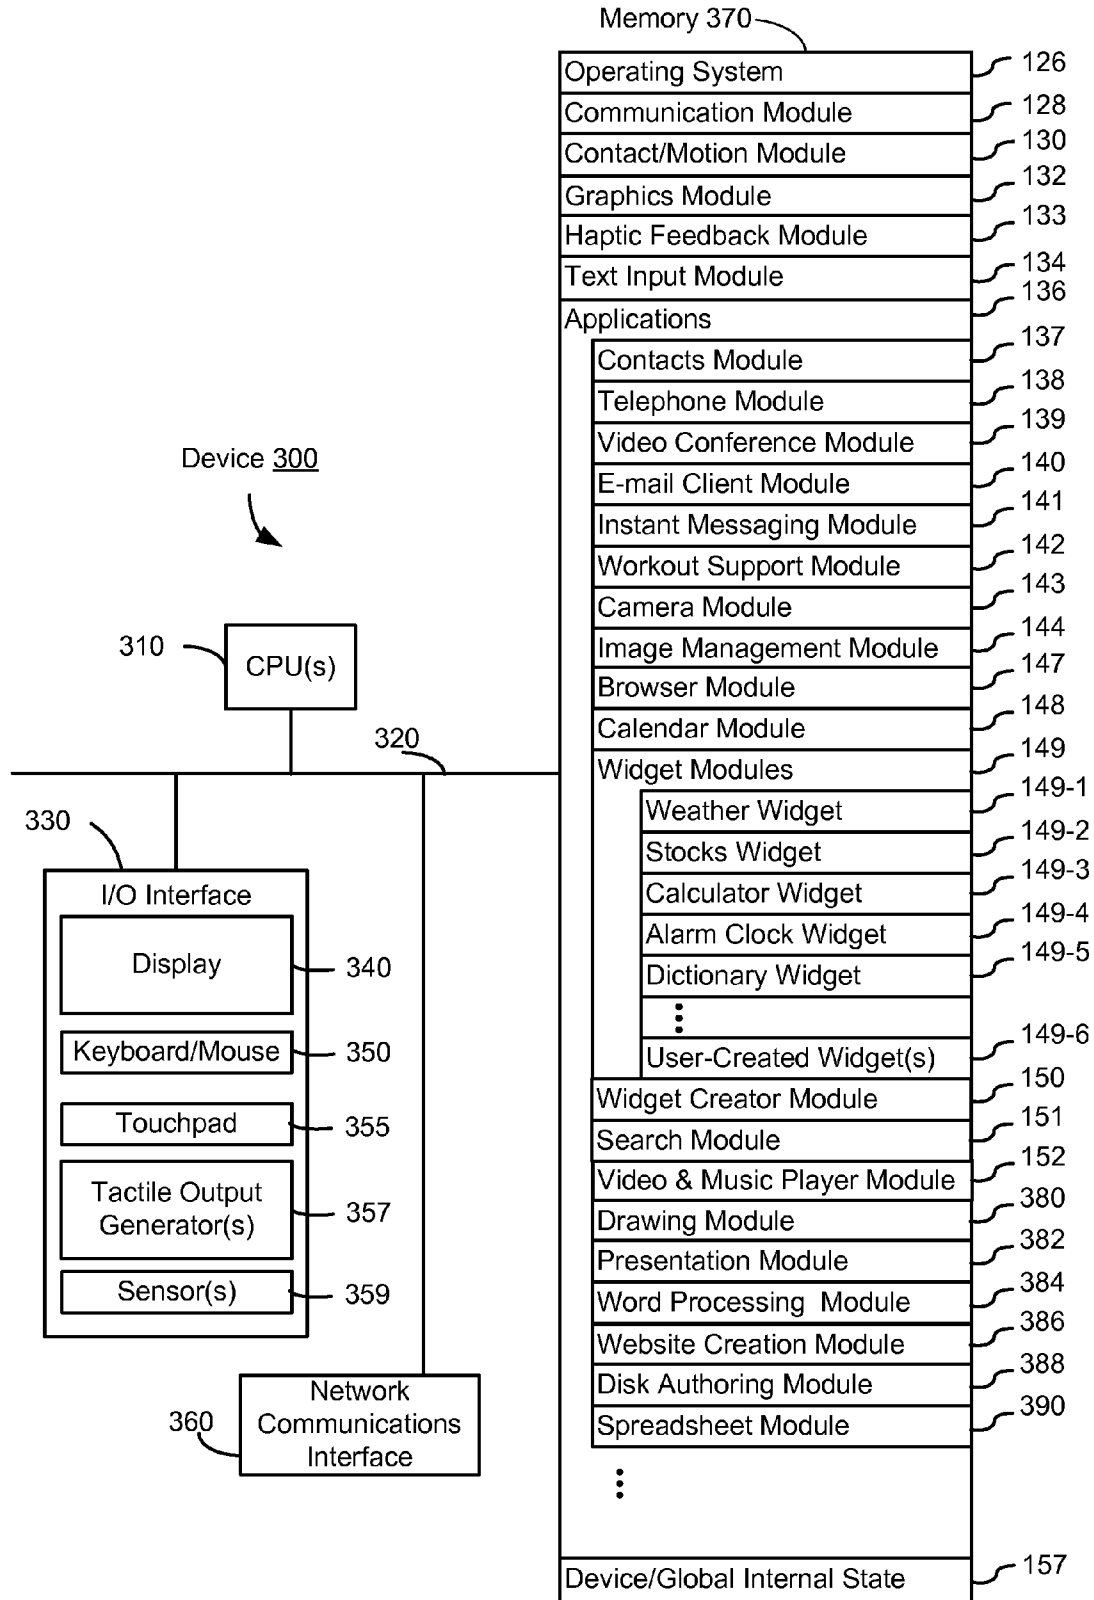 Memory 370
Operating System
126
Communication Module
128
Contact/Motion Module
130
Graphics Module
132
Haptic Feedback Module
133
Text Input Module
134
Applications
136
Contacts Module
137
Telephone Module
138
Video Conference Module
139
E-mail Client Module
140
Instant Messaging Module
141
Workout Support Module
142
Camera Module
143
Image Management Module
144
Browser Module
147
Calendar Module
148
Widget Modules
149
Weather Widget
149-1
Stocks Widget
149-2
Calculator Widget
149-3
Alarm Clock Widget
149-4
Dictionary Widget
149-5
User-Created Widget(s)
149-6
Widget Creator Module
150
Search Module
151
Video & Music Player Module
152
Drawing Module
380
Presentation Module
382
Word Processing Module
384
Website Creation Module
386
Disk Authoring Module
388
Spreadsheet Module
390
Device/Global Internal State
157
Device 300
310
CPU(s)
320
330
I/O Interface
Display
340
Keyboard/Mouse
350
Touchpad
355
Tactile Output
Generator(s)
357
Sensor(s)
359
360
Network
Communications
Interface